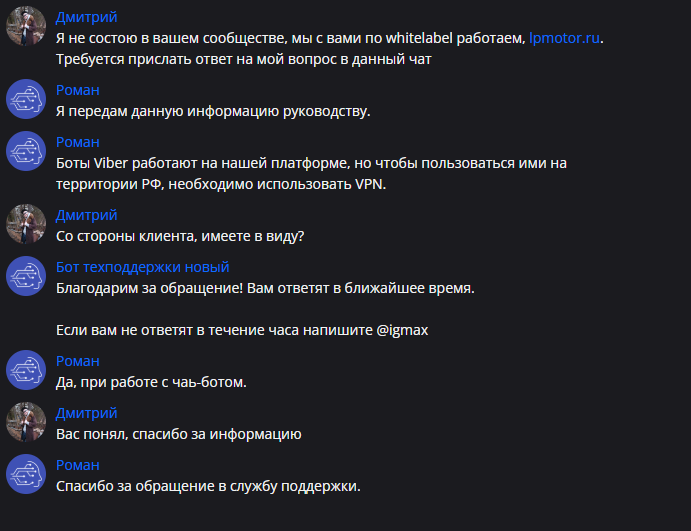 Дмитрий
Я не состою в вашем сообществе, мы с вами по whitelabel работаем, lpmotor.ru.
Требуется прислать ответ на мой вопрос в данный чат
Роман
Я передам данную информацию руководству.
Роман
Боты Viber работают на нашей платформе, но чтобы пользоваться ими на
территории РФ, необходимо использовать VPN.
Дмитрий
Со стороны клиента, имеете в виду?
Бот техподдержки новый
Благодарим за обращение! Вам ответят в ближайшее время.
Если вам не ответят в течение часа напишите @igmax
Роман
Да, при работе с чаь-ботом.
Дмитрий
Вас понял, спасибо за информацию
Роман
Спасибо за обращение в службу поддержки.